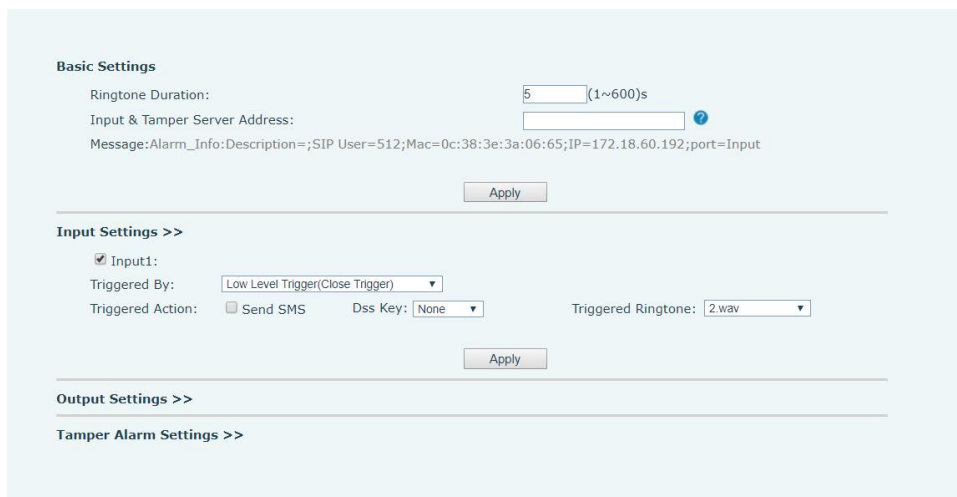 Basic Settings
Ringtone Duration: 5 (1~600)s
Input & Tamper Server Address: ?
Message:Alarm_Info:Description=;SIP User=512;Mac=0c:38:3e:3a:06:65;IP=172.18.60.192;port=Input
Apply
Input Settings >>
Input1:
Triggered By: Low Level Trigger(Close Trigger)
Triggered Action: Send SMS Dss Key: None Triggered Ringtone: 2.wav
Apply
Output Settings >>
Tamper Alarm Settings >>